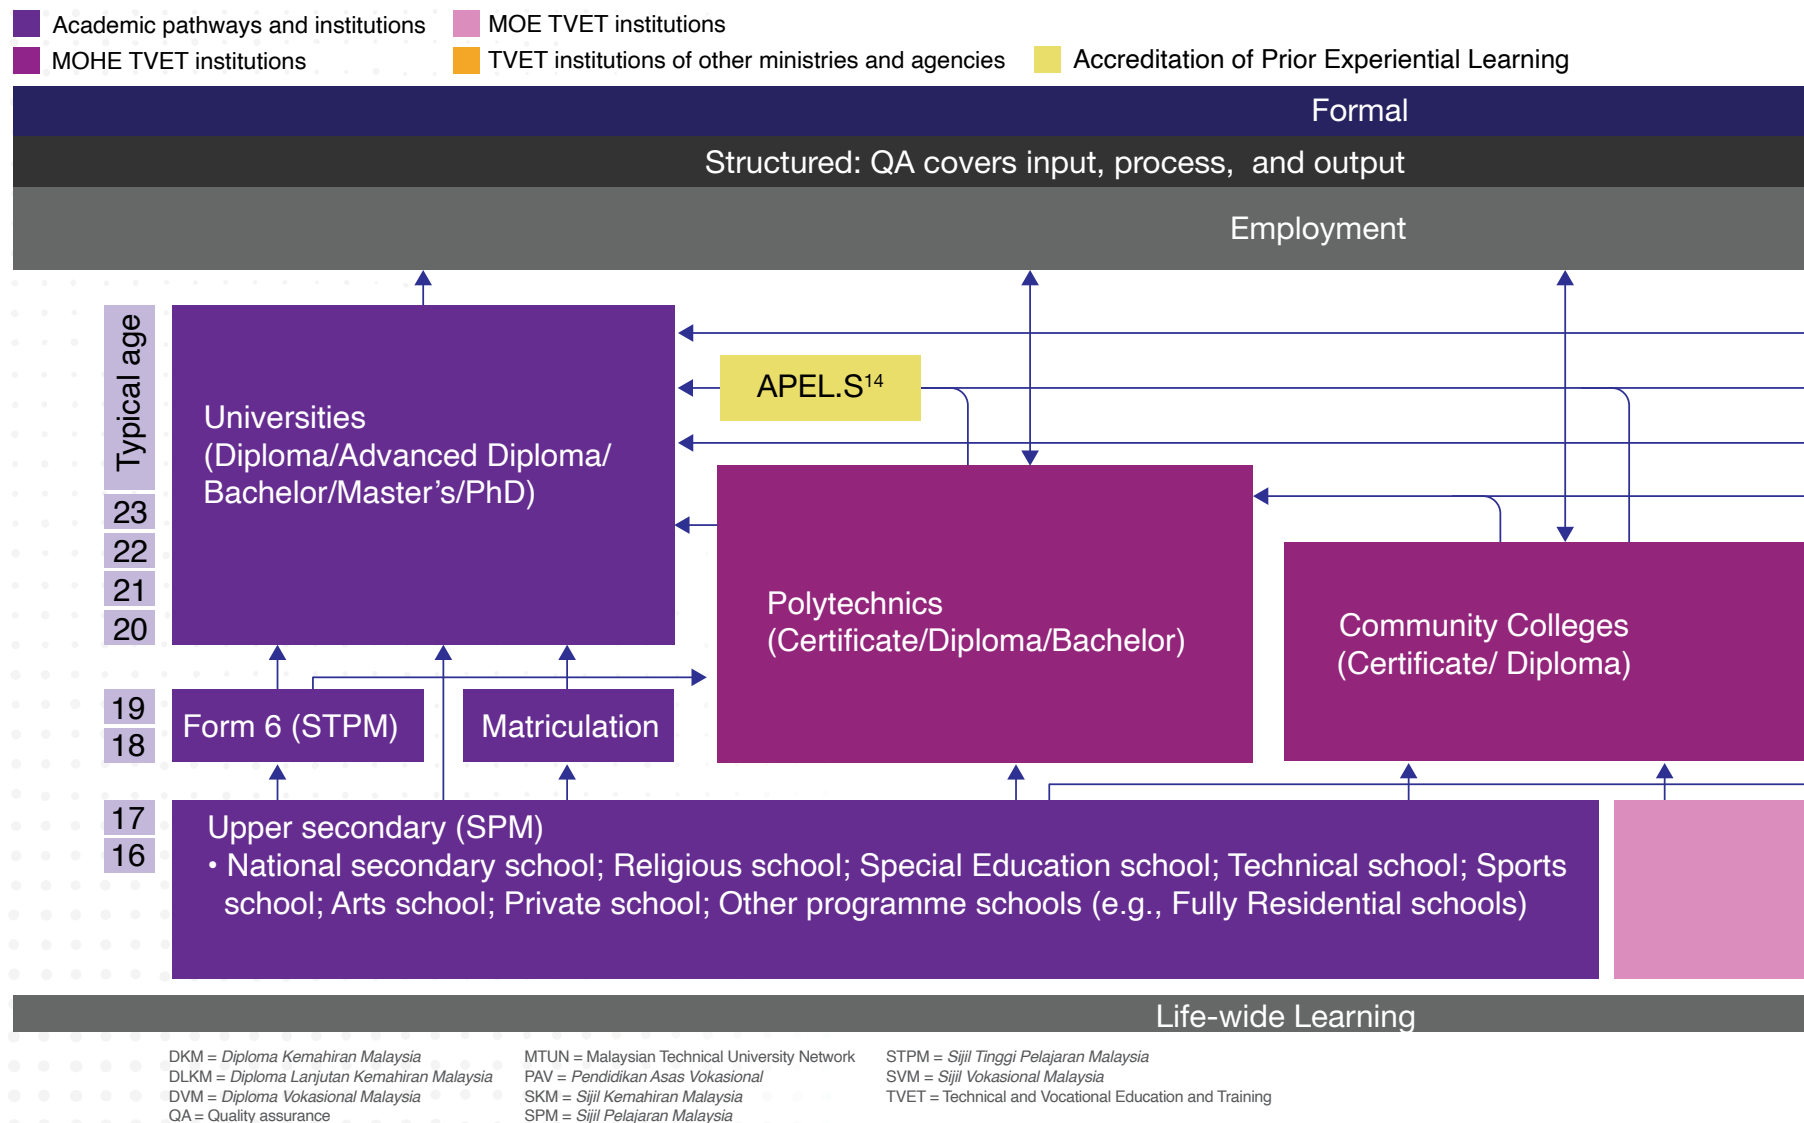 Academic pathways and institutions
MOE TVET institutions
MOHE TVET institutions
TVET institutions of other ministries and agencies
Accreditation of Prior Experiential Learning
Formal
Structured: QA covers input, process, and output
Employment
Typical age
23
22
21
20
19
18
17
16
Universities
(Diploma/Advanced Diploma/
Bachelor/Master’s/PhD)
APEL.S14
Polytechnics
(Certificate/Diploma/Bachelor)
Community Colleges
(Certificate/ Diploma)
Form 6 (STPM)
Matriculation
Upper secondary (SPM)
• National secondary school; Religious school; Special Education school; Technical school; Sports
school; Arts school; Private school; Other programme schools (e.g., Fully Residential schools)
Life-wide Learning
DKM = Diploma Kemahiran Malaysia
DLKM = Diploma Lanjutan Kemahiran Malaysia
DVM = Diploma Vokasional Malaysia
QA = Quality assurance
MTUN = Malaysian Technical University Network
PAV = Pendidikan Asas Vokasional
SKM = Sijil Kemahiran Malaysia
SPM = Sijil Pelajaran Malaysia
STPM = Sijil Tinggi Pelajaran Malaysia
SVM = Sijil Vokasional Malaysia
TVET = Technical and Vocational Education and Training